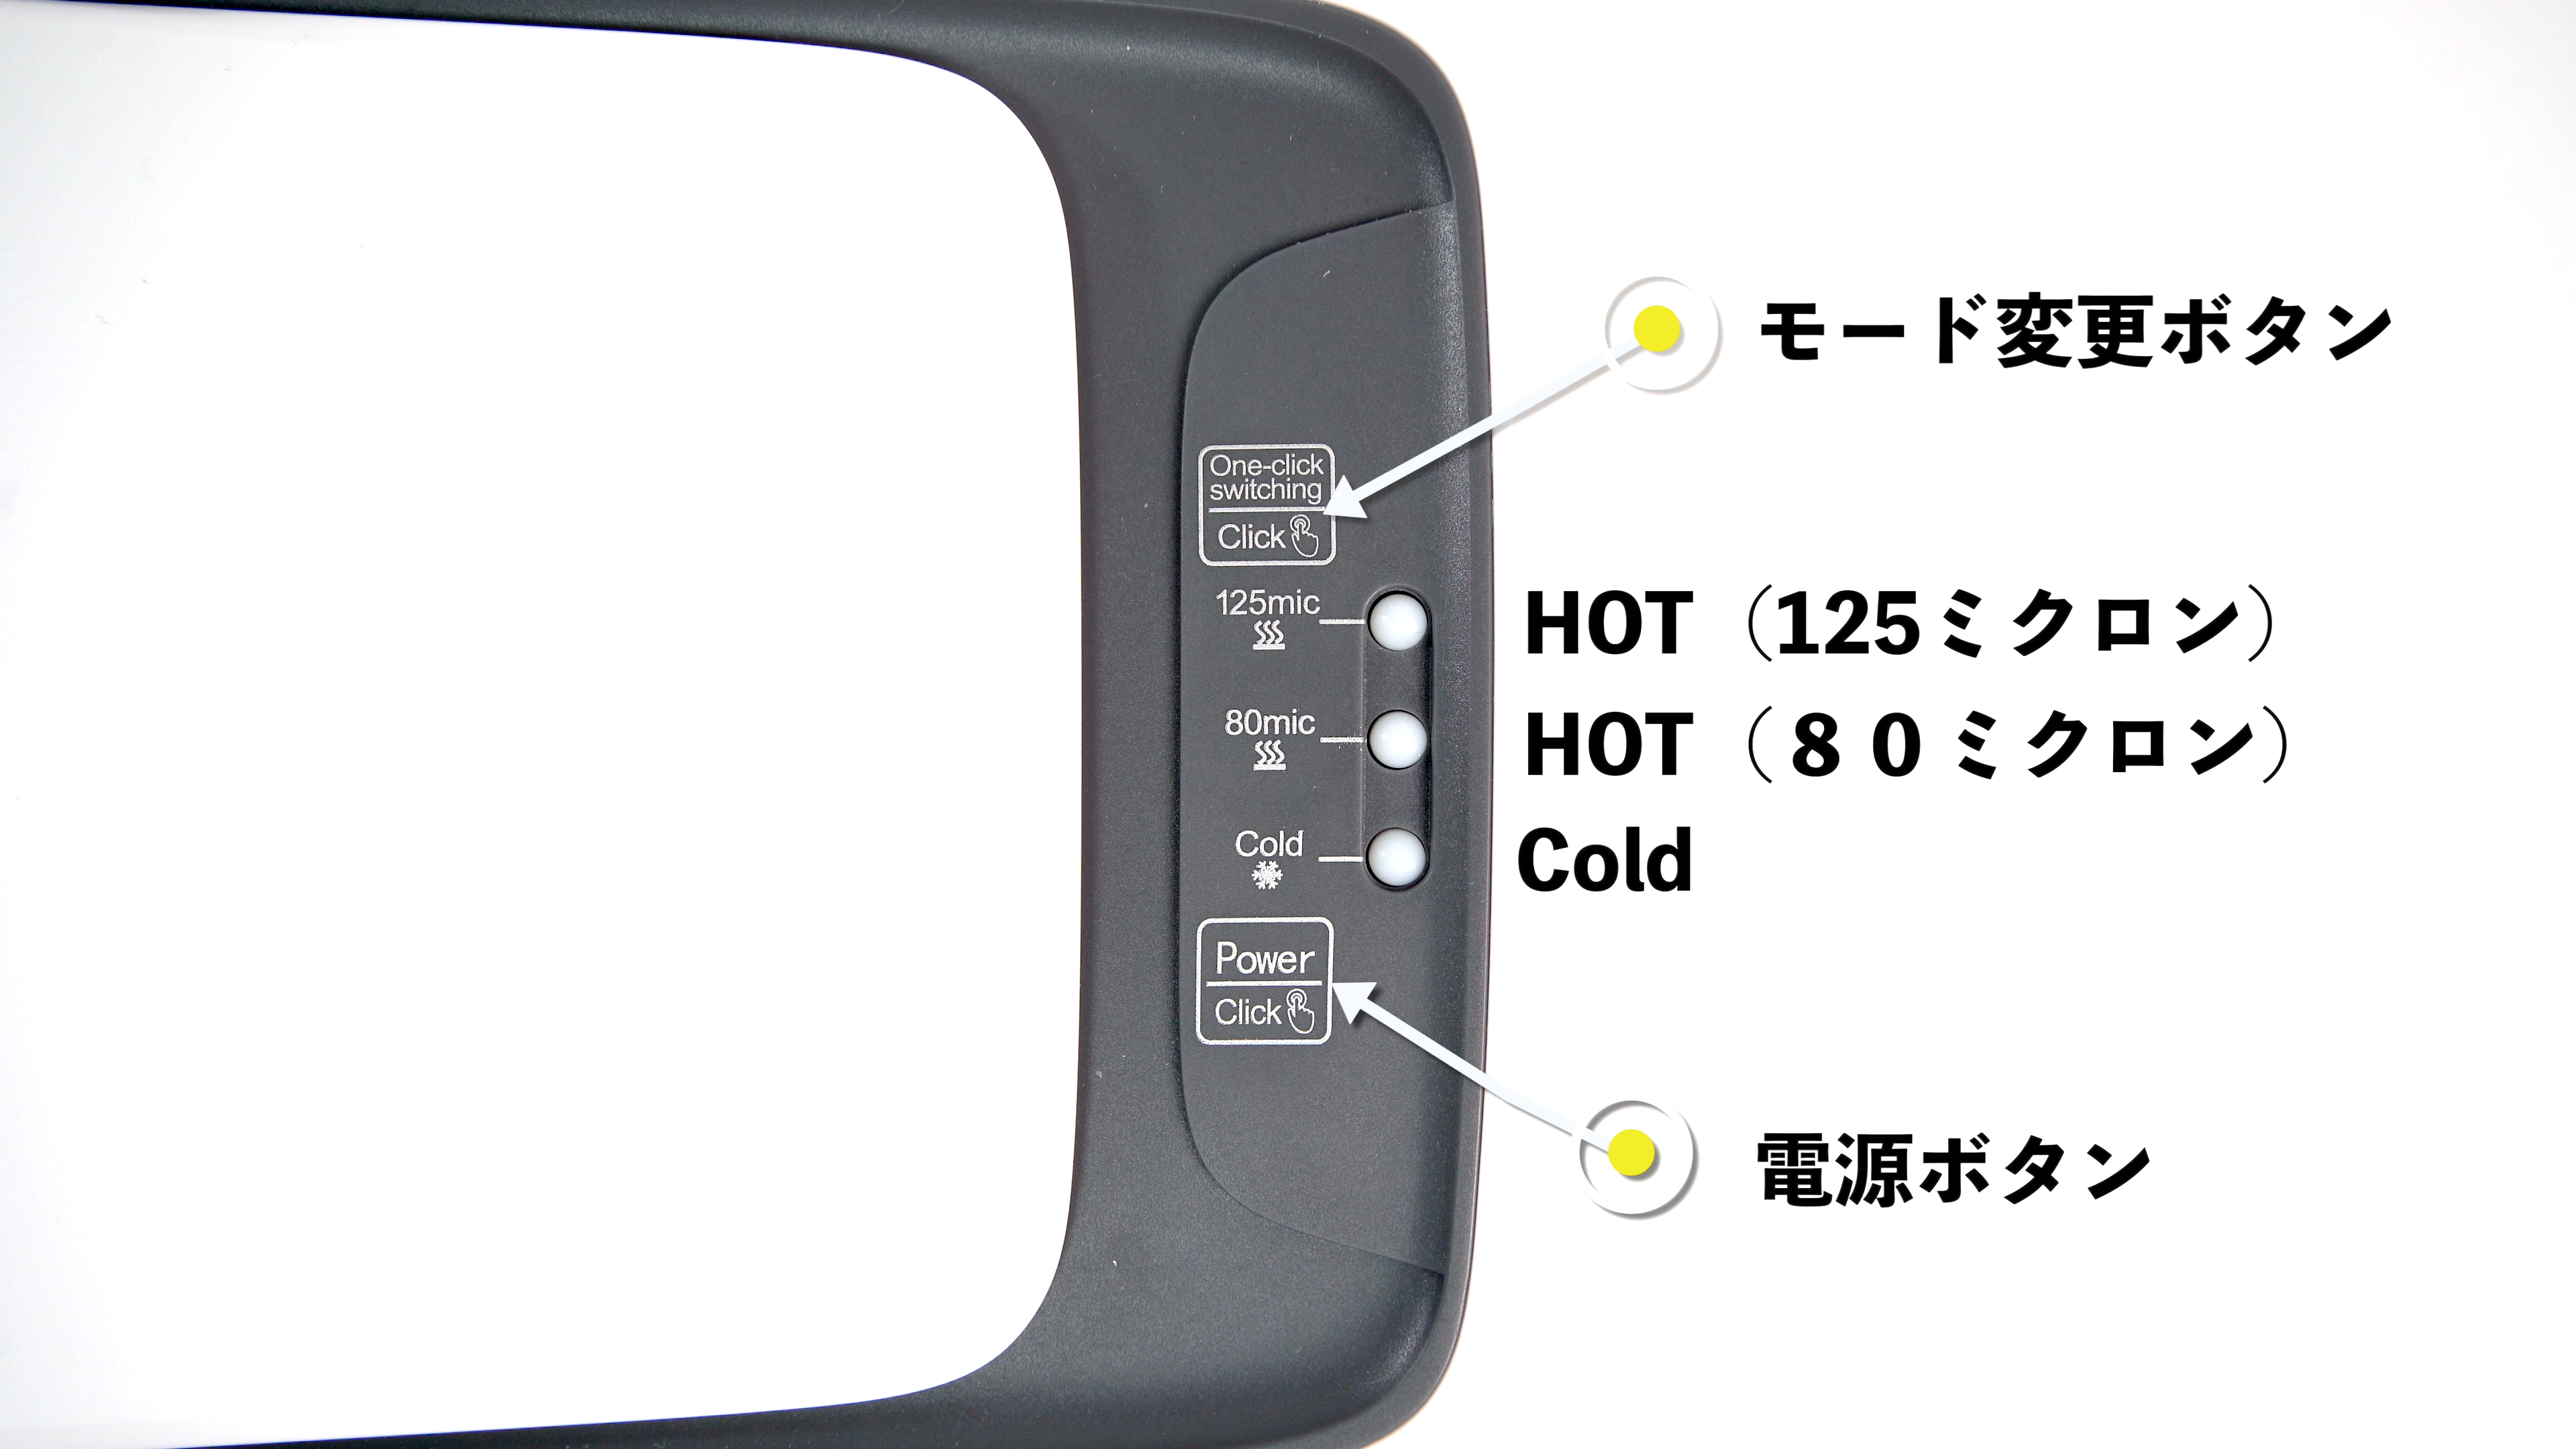 モード変更ボタン
One-click
switching
Click
125mic
HOT（125ミクロン）
80mic
HOT（８０ミクロン）
Cold
Cold
Power
Click
電源ボタン